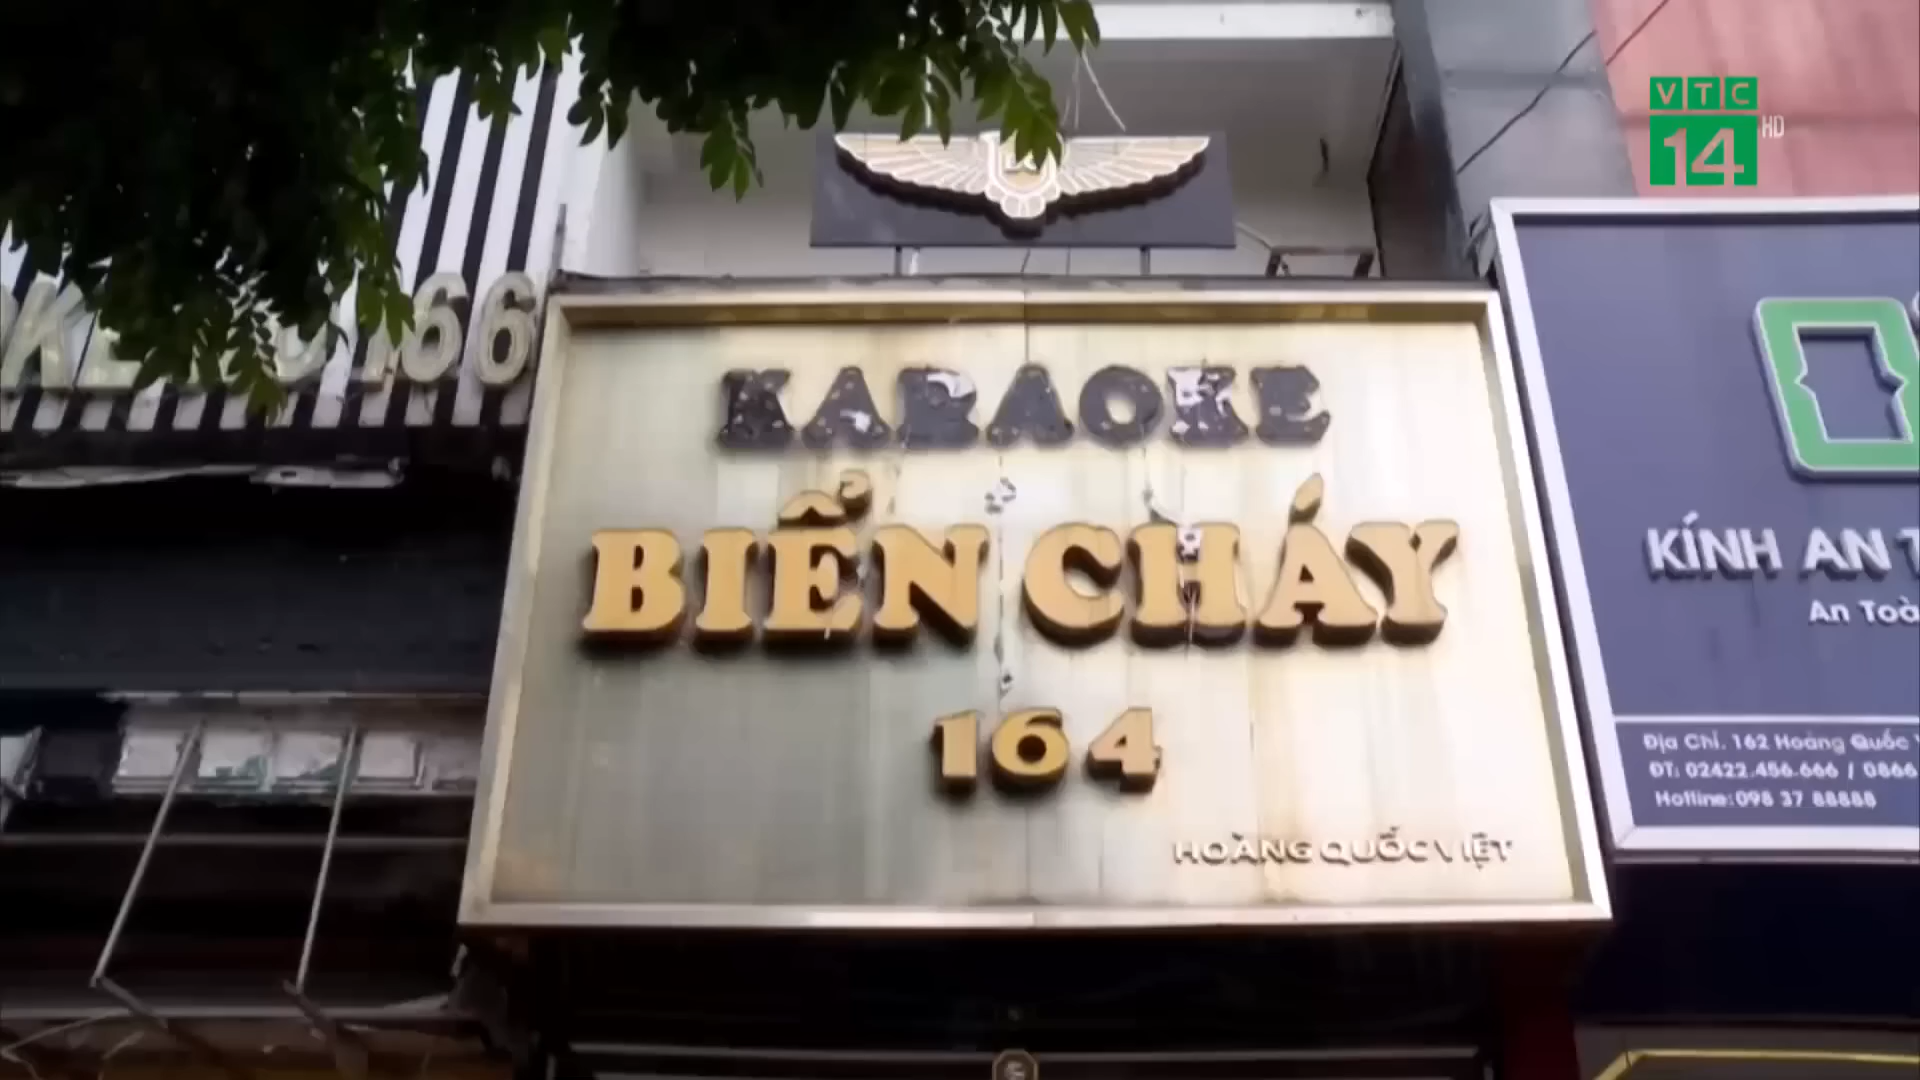 VTC
14 HD
166
KARAOKE
BIỂN CHÁY
164
HOÀNG QUỐC VIỆT
KÍNH AN
An Toà
Địa Chỉ. 162 Hoàng Quốc
ĐT: 02422.456.666 / 0866
Hotline: 098 37 88888